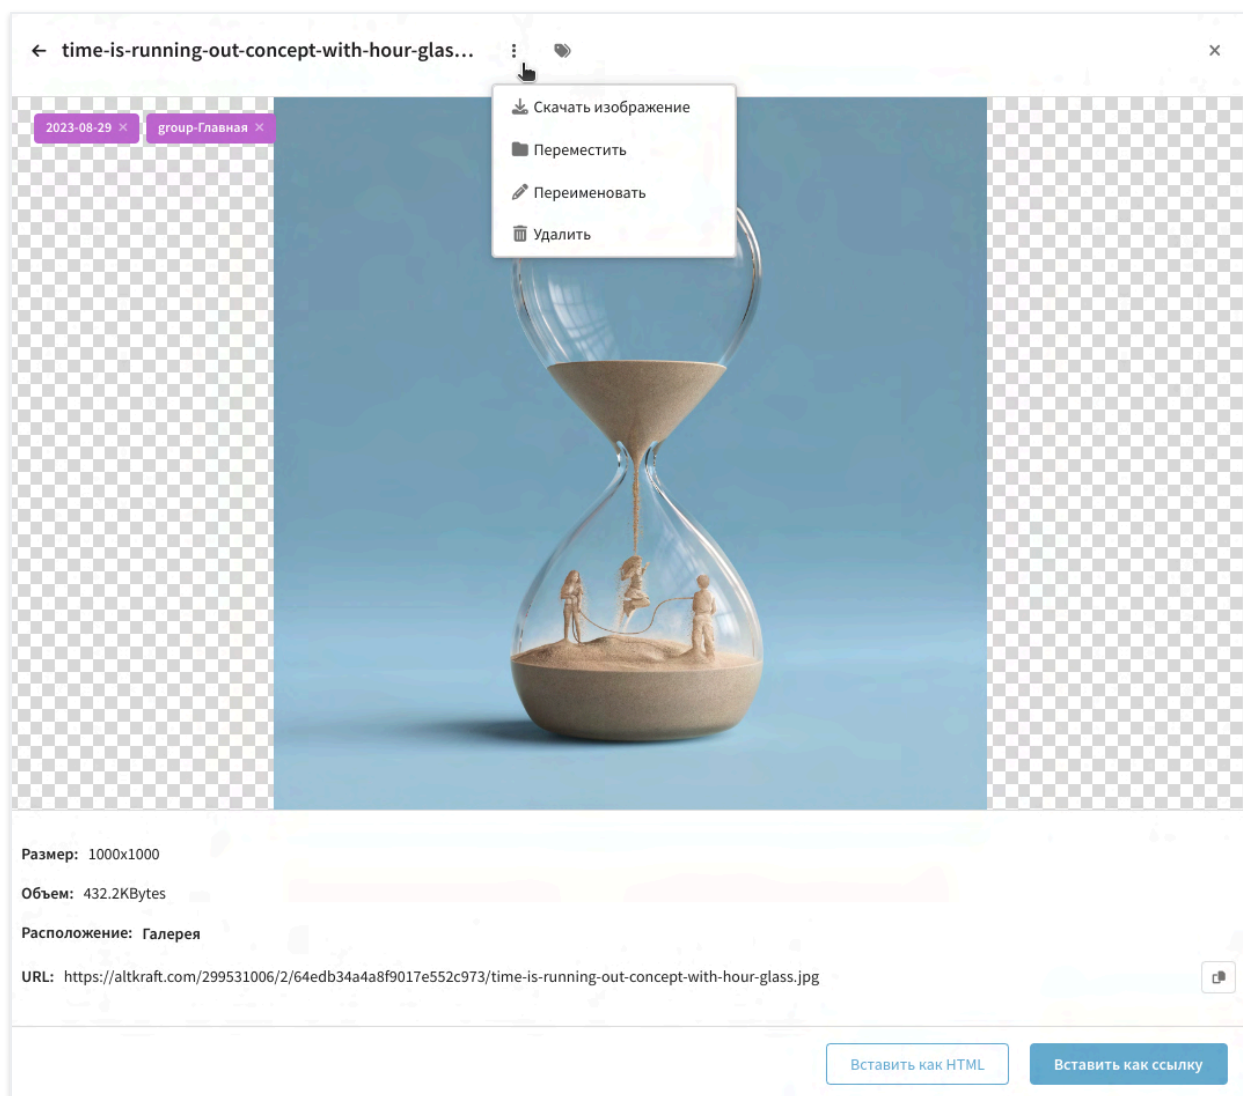 time-is-running-out-concept-with-hour-glas...
Скачать изображение
Переместить
Переименовать
Удалить
2023-08-29
group-Главная
Размер: 1000x1000
Объем: 432.2KBytes
Расположение: Галерея
URL: https://altkraft.com/299531006/2/64edb34a4a8f9017e552c973/time-is-running-out-concept-with-hour-glass.jpg
Вставить как HTML
Вставить как ссылку